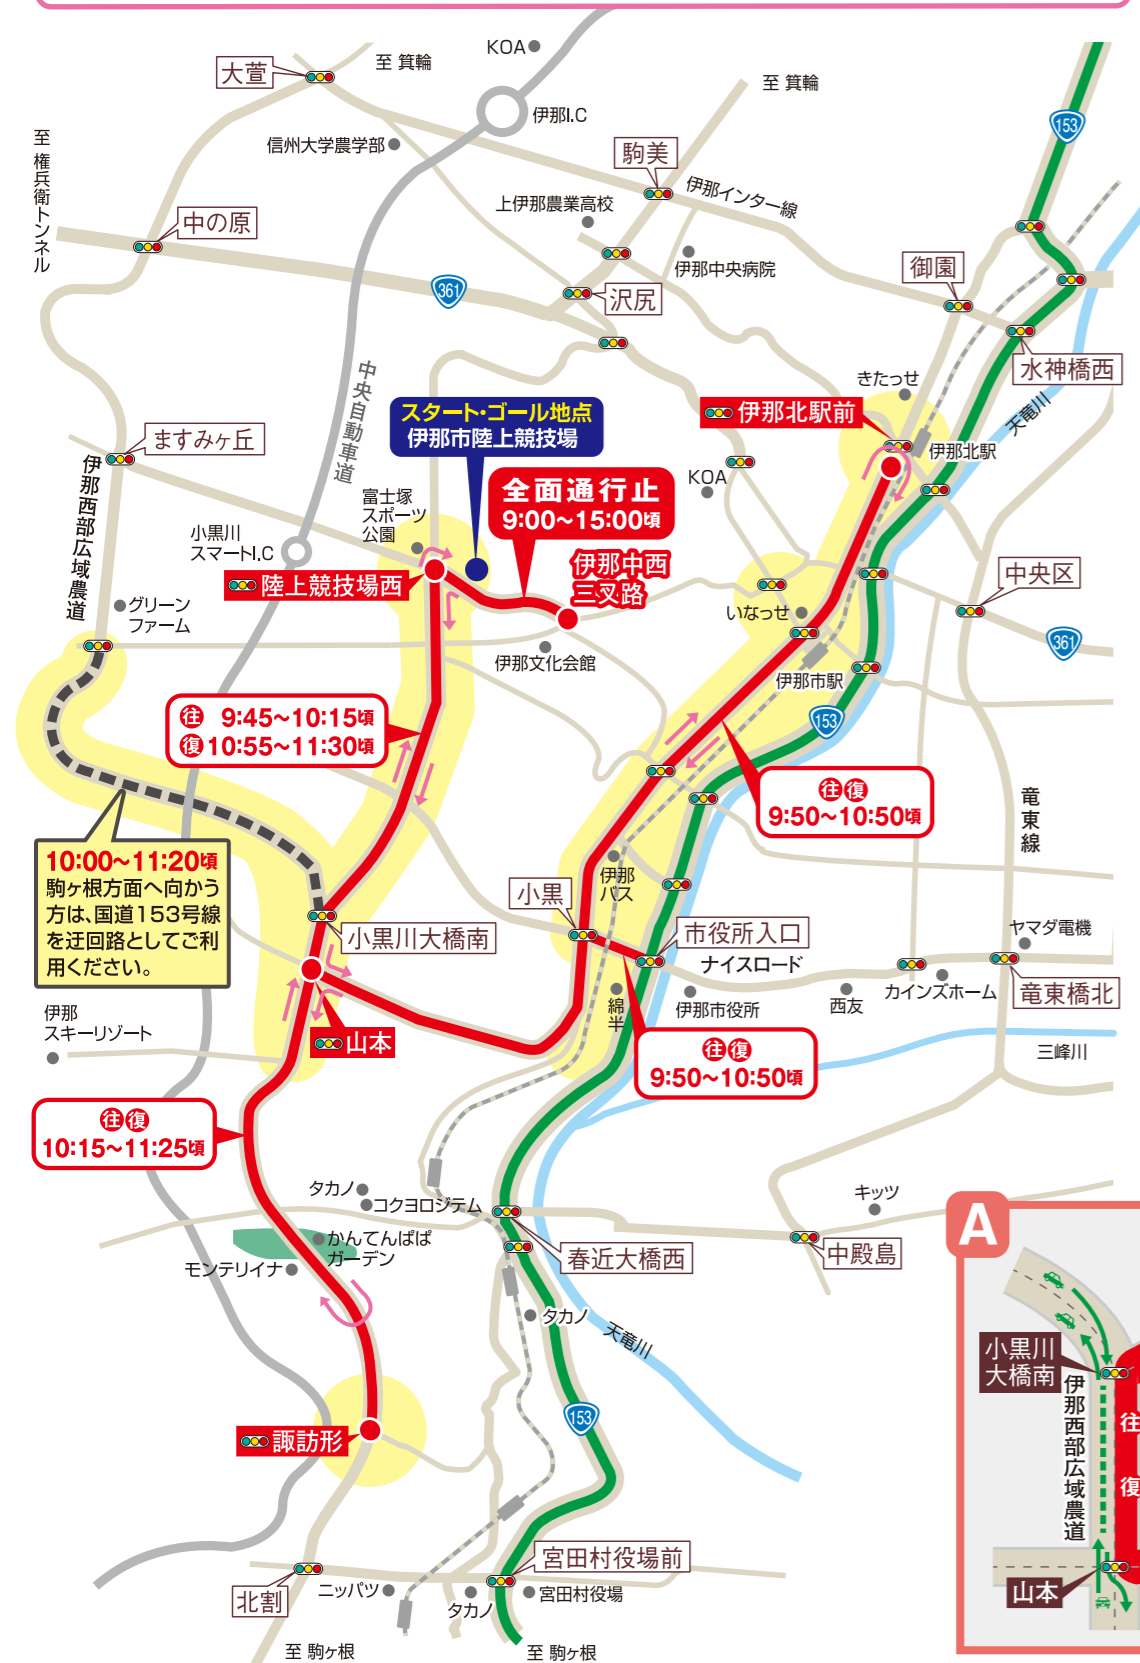 KOA
至 箕輪
大萱
伊那I.C
至 箕輪
153
信州大学農学部
駒美
至 権兵衛トンネル
伊那インター線
上伊那農業高校
中の原
伊那中央病院
御園
361
沢尻
水神橋西
中央自動車道
きたっせ
天竜川
スタート・ゴール地点
伊那市陸上競技場
伊那北駅前
ますみヶ丘
伊那北駅
伊那西部広域農道
KOA
全面通行止
9:00～15:00頃
富士塚
スポーツ
公園
小黒川
スマートI.C
伊那中西
三叉路
中央区
陸上競技場西
グリーン
ファーム
いなっせ
361
伊那文化会館
伊那市駅
往 9:45～10:15頃
復 10:55～11:30頃
153
往復
9:50～10:50頃
竜東線
10:00～11:20頃
駒ヶ根方面へ向かう
方は、国道153号線
を迂回路としてご利
用ください。
伊那
バス
小黒
小黒川大橋南
市役所入口
ヤマダ電機
ナイスロード
カインズホーム
竜東橋北
西友
綿半
伊那市役所
伊那
スキーリゾート
山本
三峰川
往復
9:50～10:50頃
往復
10:15～11:25頃
タカノ
コクヨロジテム
キッツ
かんてんぱぱ
ガーデン
モンテリイナ
春近大橋西
中殿島
A
タカノ
天竜川
小黒川
大橋南
伊那西部広域農道
往
復
153
諏訪形
宮田村役場前
山本
北割
ニッパツ
タカノ
宮田村役場
至 駒ヶ根
至 駒ヶ根